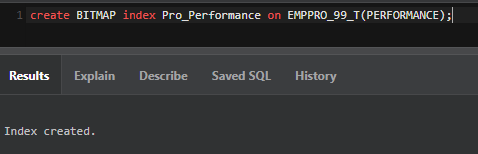 1 create BITMAP index Pro_Performance on EMPPRO_99_T(PERFORMANCE);
Results Explain Describe Saved SQL History
Index created.